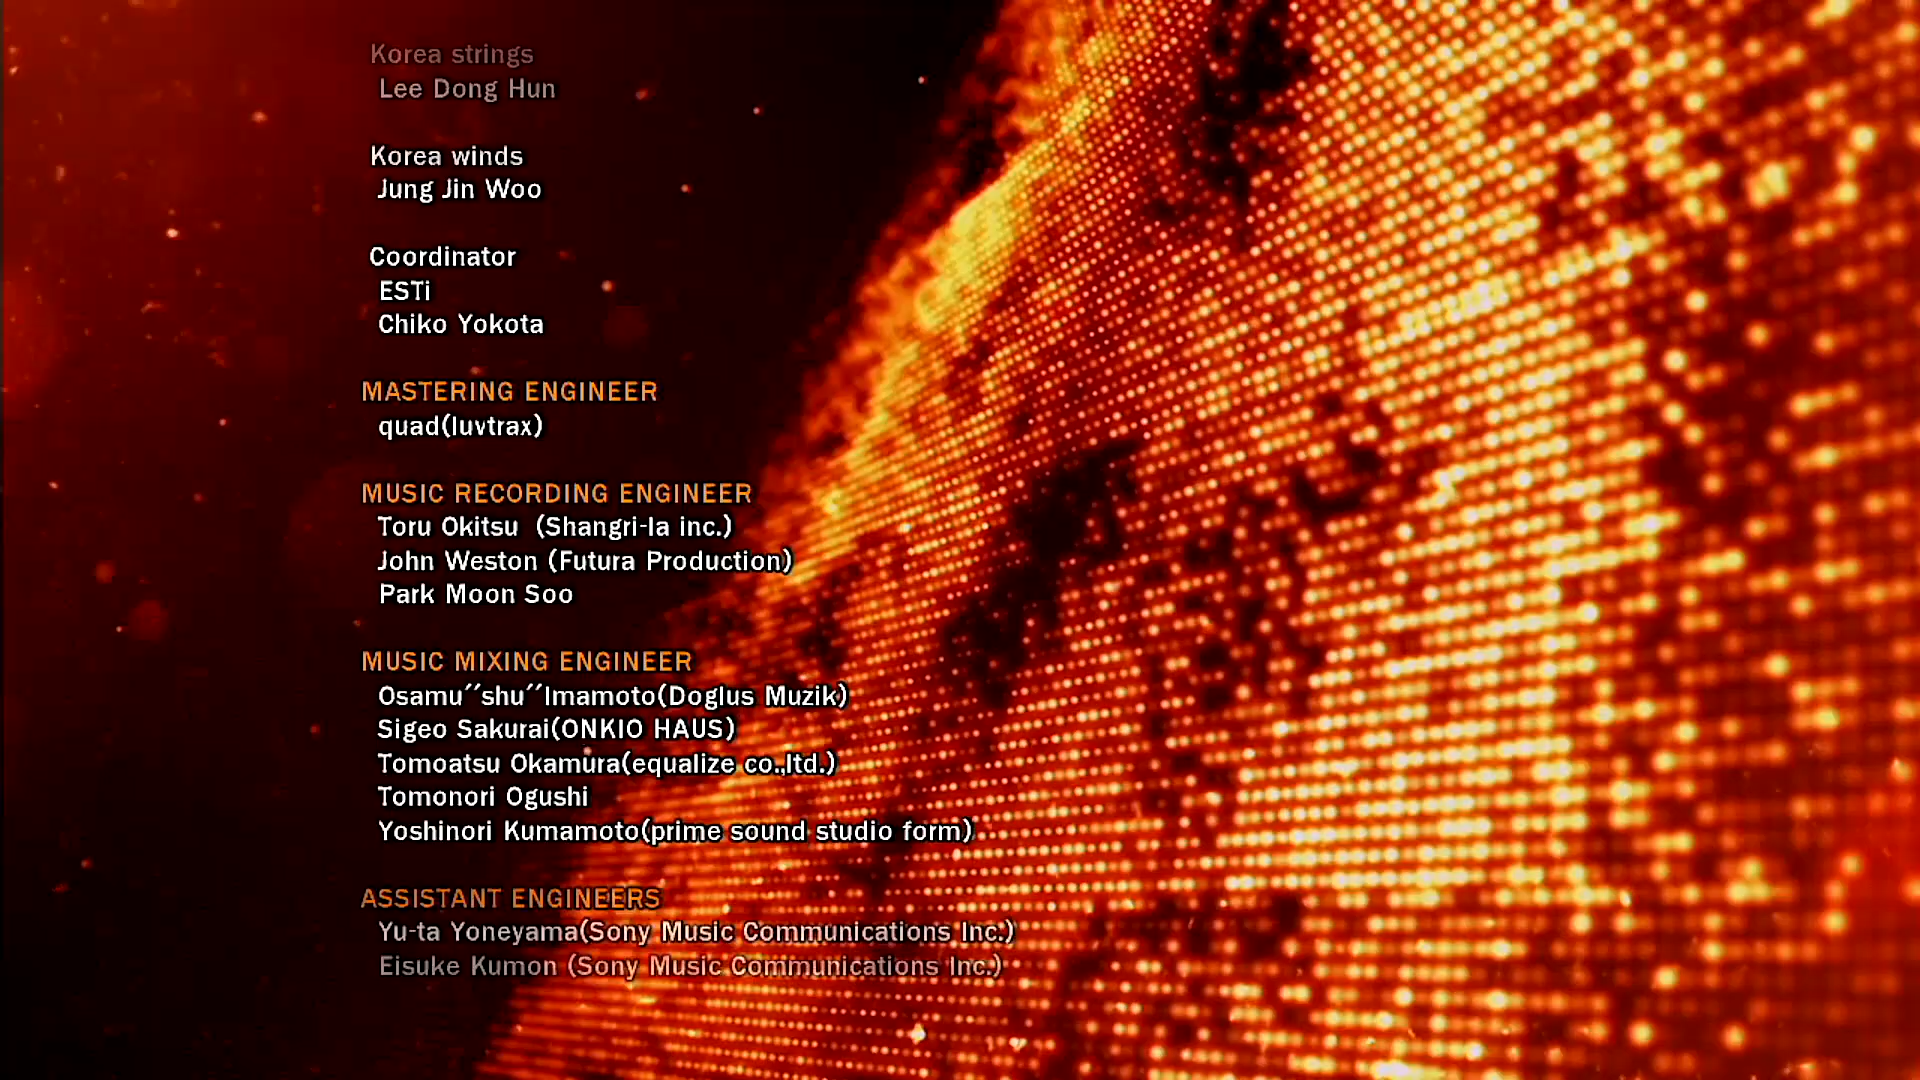 Korea strings
Lee Dong Hun
Korea winds
Jung Jin Woo
Coordinator
ESTi
Chiko Yokota
MASTERING ENGINEER
quad(luvtrax)
MUSIC RECORDING ENGINEER
Toru Okitsu (Shangri-la inc.)
John Weston (Futura Production)
Park Moon Soo
MUSIC MIXING ENGINEER
Osamu´´shu´´Imamoto(Doglus Muzik)
Sigeo Sakurai(ONKIO HAUS)
Tomoatsu Okamura(equalize co.,ltd.)
Tomonori Ogushi
Yoshinori Kumamoto(prime sound studio form)
ASSISTANT ENGINEERS
Yu-ta Yoneyama(Sony Music Communications Inc.)
Eisuke Kumon (Sony Music Communications Inc.)